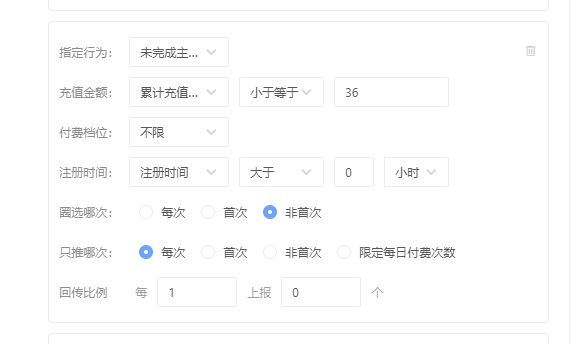 指定行为： 未完成主...
充值金额： 累计充值... 小于等于 36
付费档位： 不限
注册时间： 注册时间 大于 0 小时
圈选哪次： 每次 首次 非首次
只推哪次： 每次 首次 非首次 限定每日付费次数
回传比例 每 1 上报 0 个